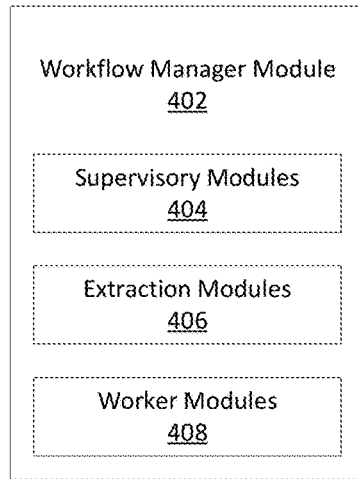 Workflow Manager Module
402
Supervisory Modules
404
Extraction Modules
406
Worker Modules
408